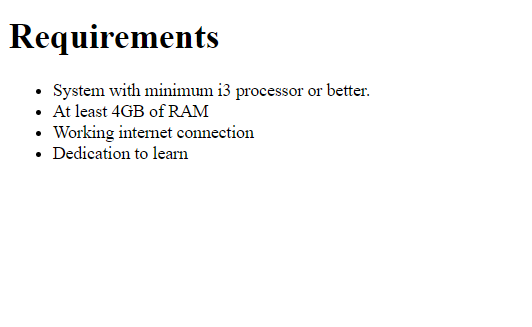 Requirements
System with minimum i3 processor or better.
At least 4GB of RAM
Working internet connection
Dedication to learn